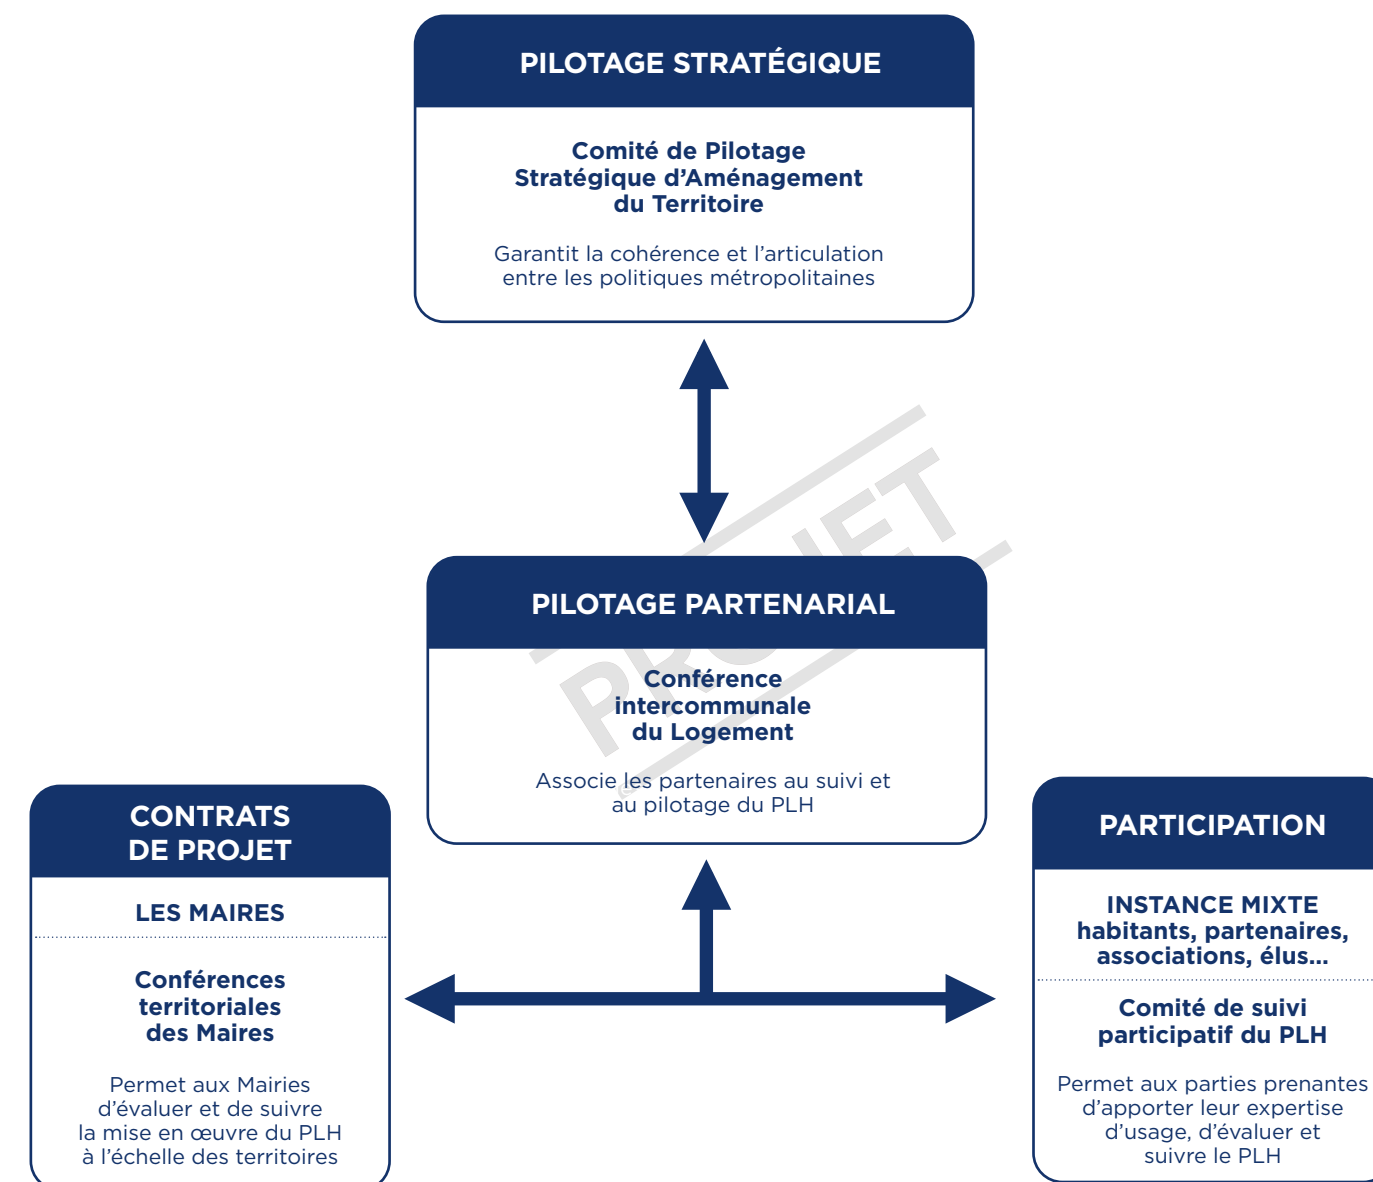 PILOTAGE STRATÉGIQUE
Comité de Pilotage
Stratégique d’Aménagement
du Territoire
Garantit la cohérence et l’articulation
entre les politiques métropolitaines
PILOTAGE PARTENARIAL
Conférence
intercommunale
du Logement
Associe les partenaires au suivi et
au pilotage du PLH
CONTRATS
DE PROJET
LES MAIRES
Conférences
territoriales
des Maires
Permet aux Mairies
d’évaluer et de suivre
la mise en œuvre du PLH
à l’échelle des territoires
PARTICIPATION
INSTANCE MIXTE
habitants, partenaires,
associations, élus...
Comité de suivi
participatif du PLH
Permet aux parties prenantes
d’apporter leur expertise
d’usage, d’évaluer et
suivre le PLH
PROJET